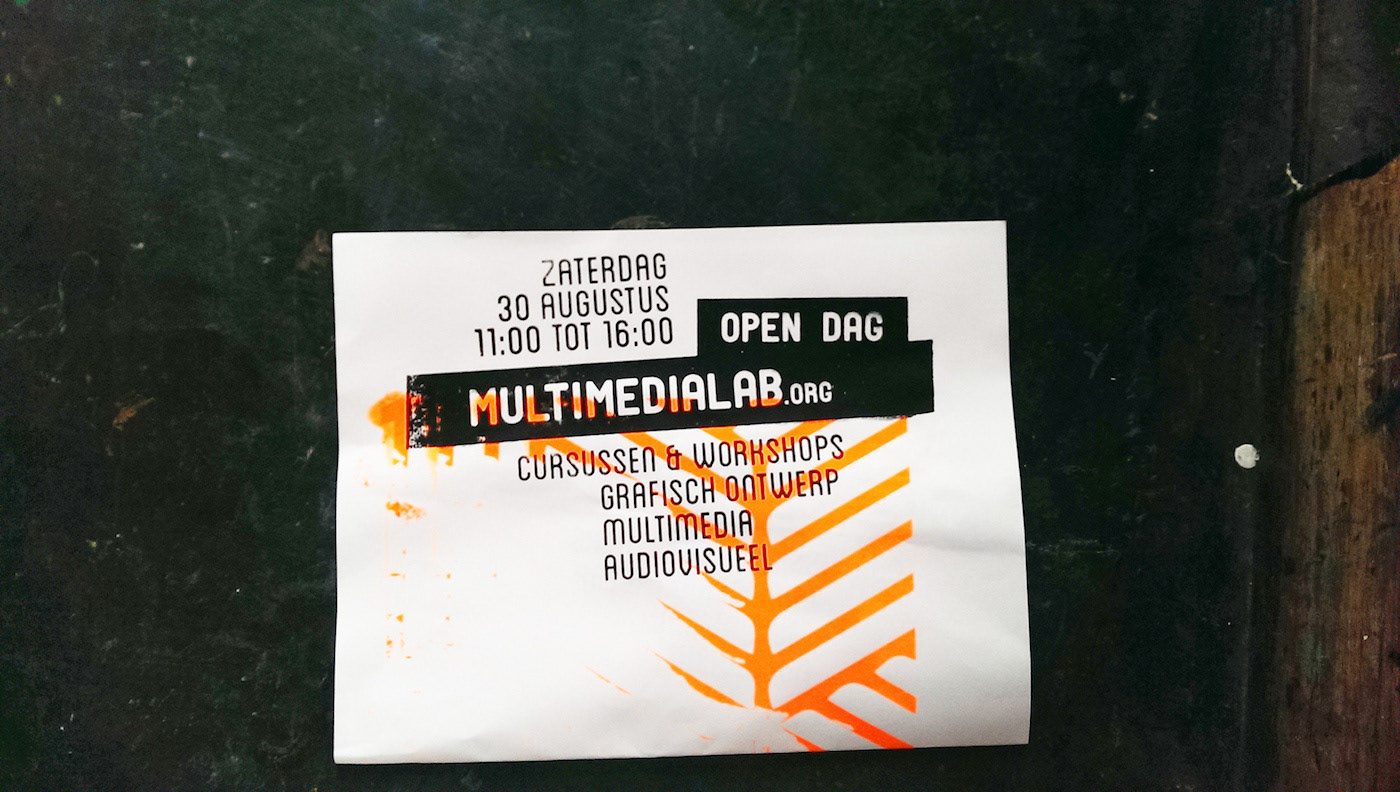 ZATERDAG
30 AUGUSTUS
11:00 TOT 16:00
OPEN DAG
MULTIMEDIALAB.ORG
CURSUSSEN & WORKSHOPS
GRAFISCH ONTWERP
MULTIMEDIA
AUDIOVISUEEL